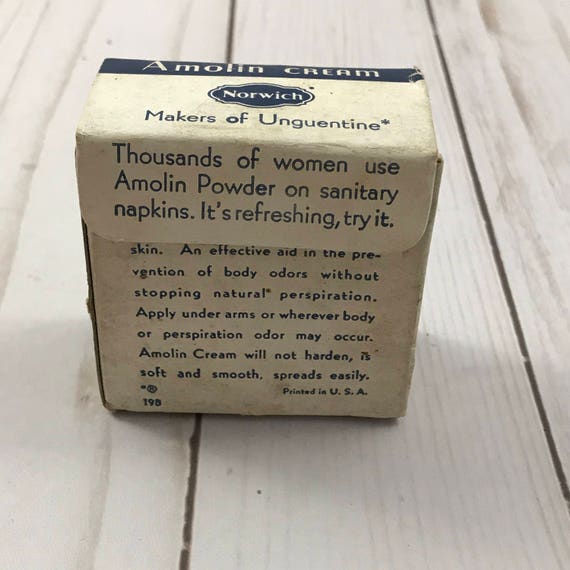 Amolin CREAM
Norwich
Makers of Unguentine*
Thousands of women use
Amolin Powder on sanitary
napkins. It's refreshing, try it.
skin. An effective aid in the pre-
vention of body odors without
stopping natural* perspiration.
Apply under arms or wherever body
or perspiration odor may occur.
Amolin Cream will not harden, is
soft and smooth, spreads easily.
*® Printed in U. S. A.
198